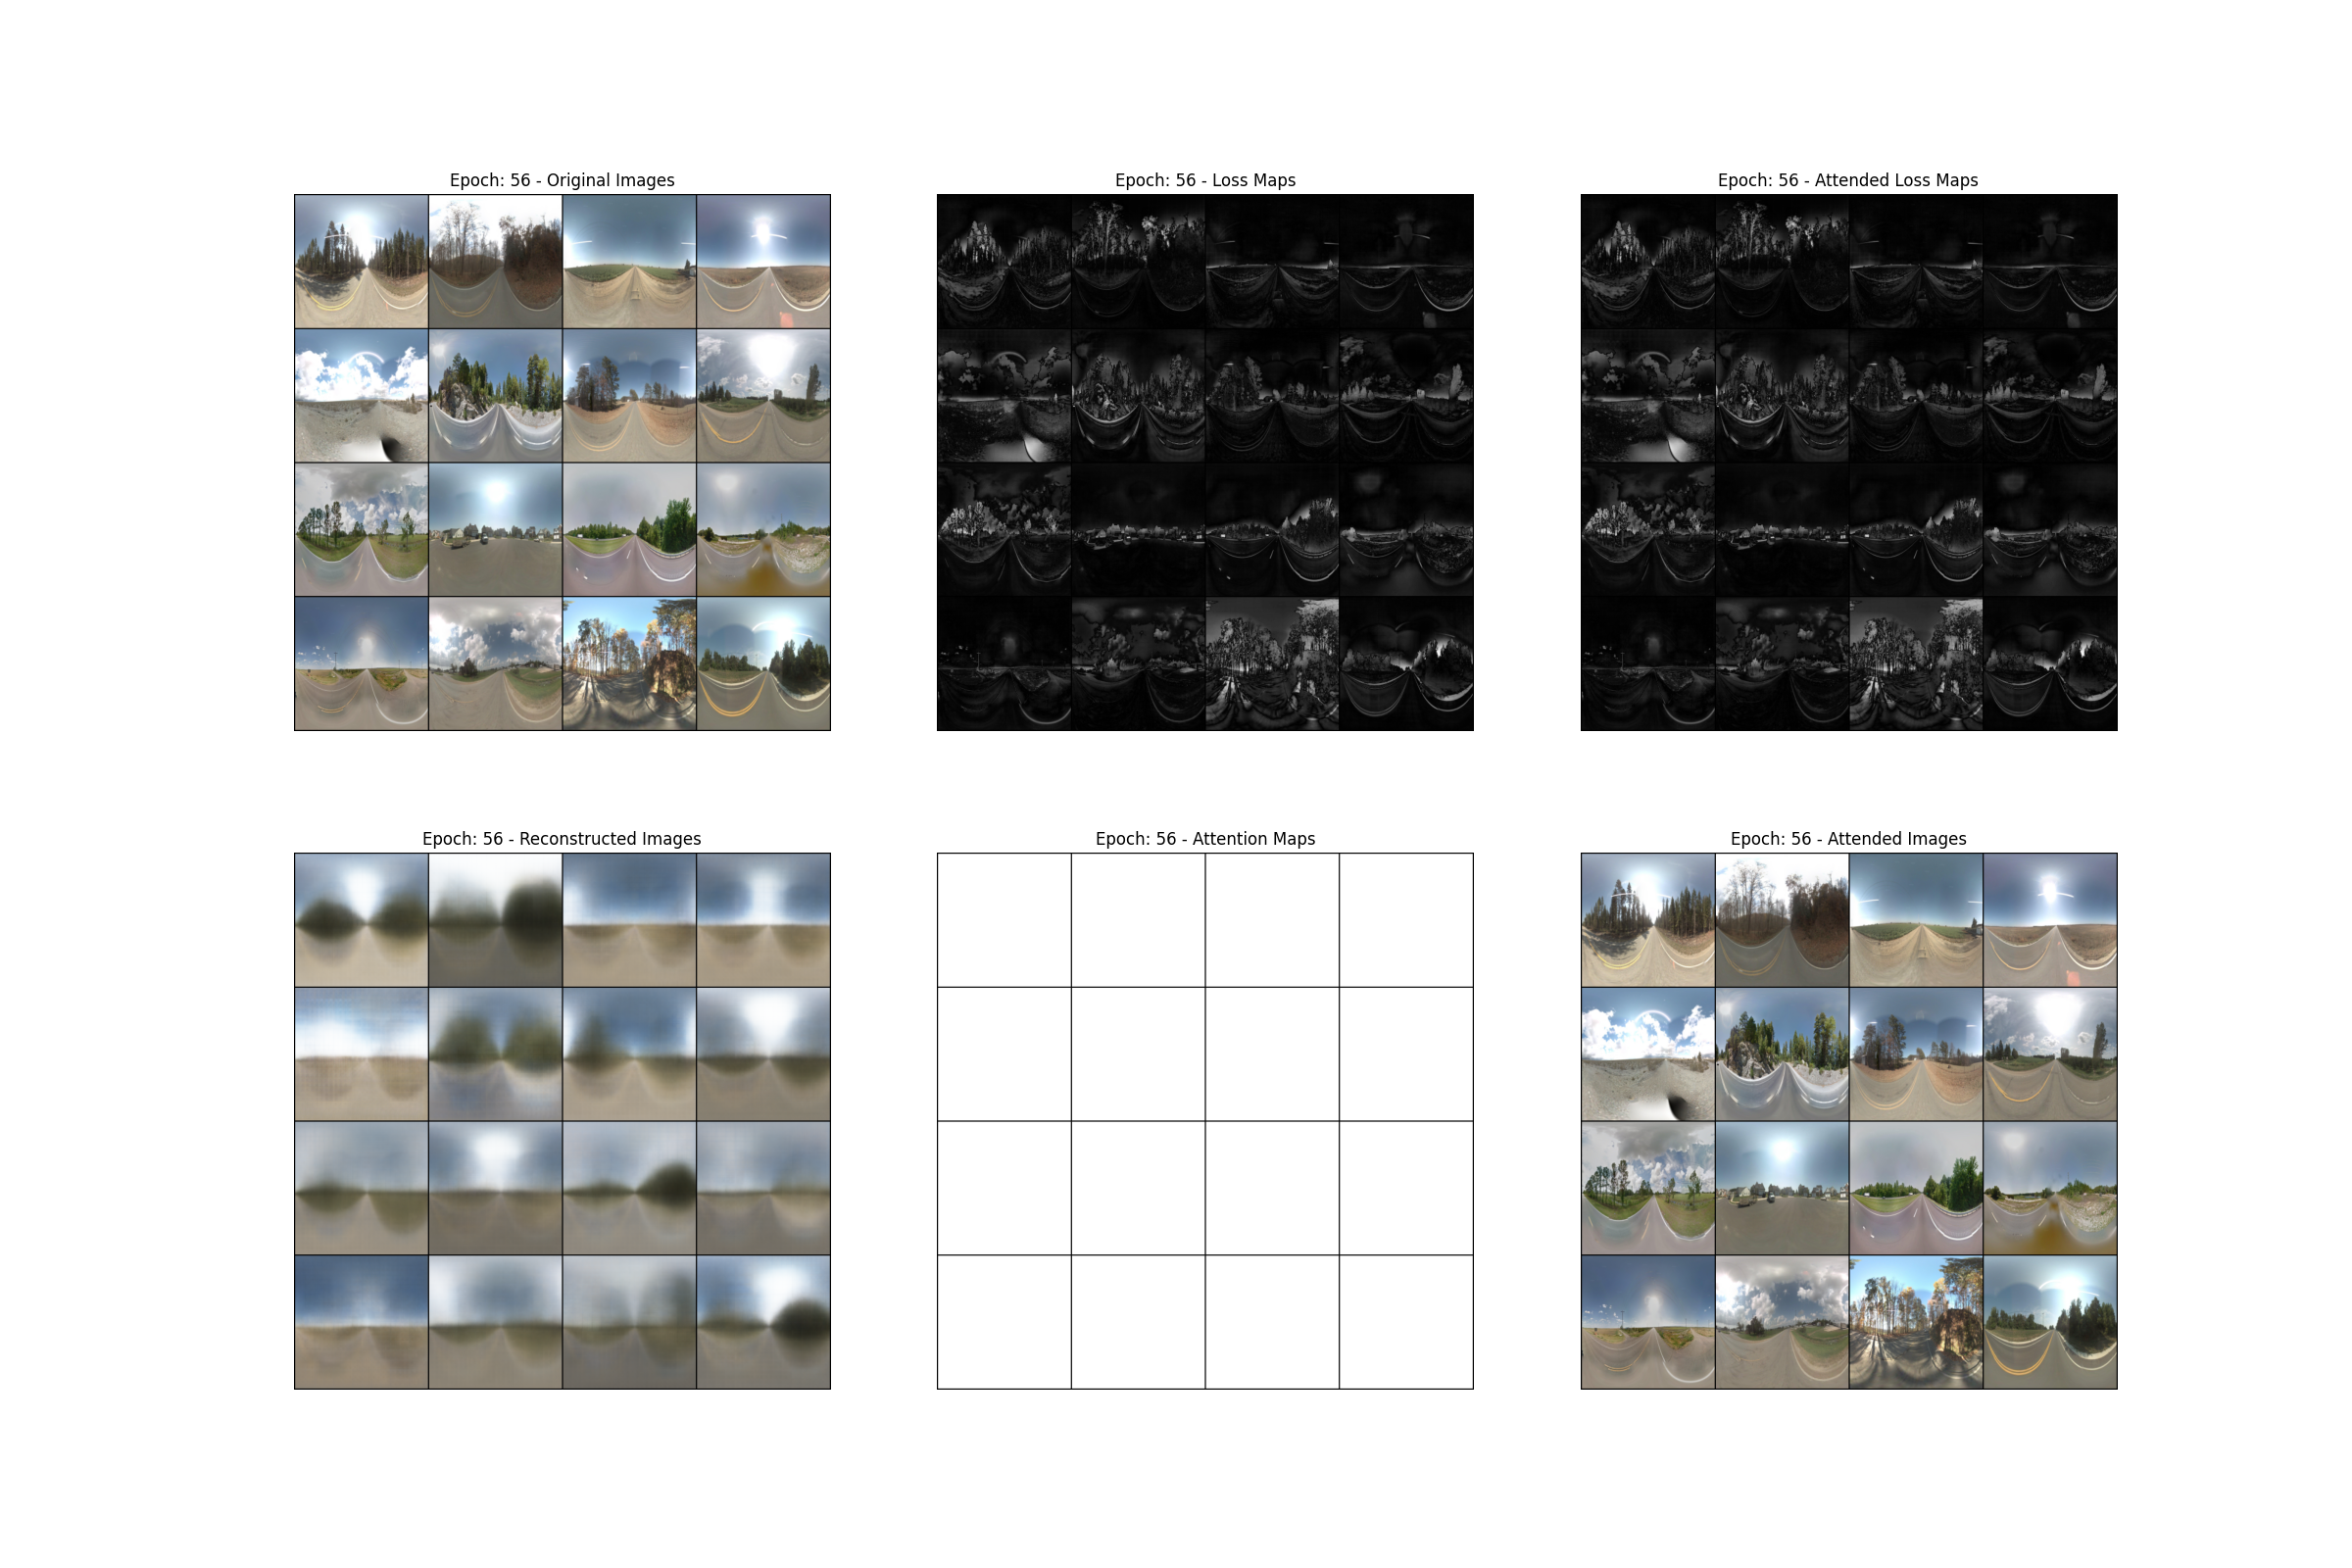 Epoch: 56 - Original Images
Epoch: 56 - Loss Maps
Epoch: 56 - Attended Loss Maps
Epoch: 56 - Reconstructed Images
Epoch: 56 - Attention Maps
Epoch: 56 - Attended Images